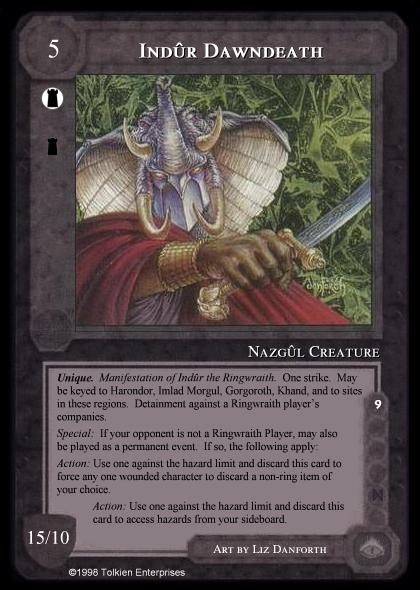 5
INDÛR DAWNDEATH
danforth
NAZGÛL CREATURE
Unique. Manifestation of Indûr the Ringwraith. One strike. May
be keyed to Harondor, Imlad Morgul, Gorgoroth, Khand, and to sites
in these regions. Detainment against a Ringwraith player's
companies.
9
Special: If your opponent is not a Ringwraith Player, may also
be played as a permanent event. If so, the following apply:
Action: Use one against the hazard limit and discard this card to
force any one wounded character to discard a non-ring item of
your choice.
Action: Use one against the hazard limit and discard this
card to access hazards from your sideboard.
15/10
ART BY LIZ DANFORTH
©1998 Tolkien Enterprises